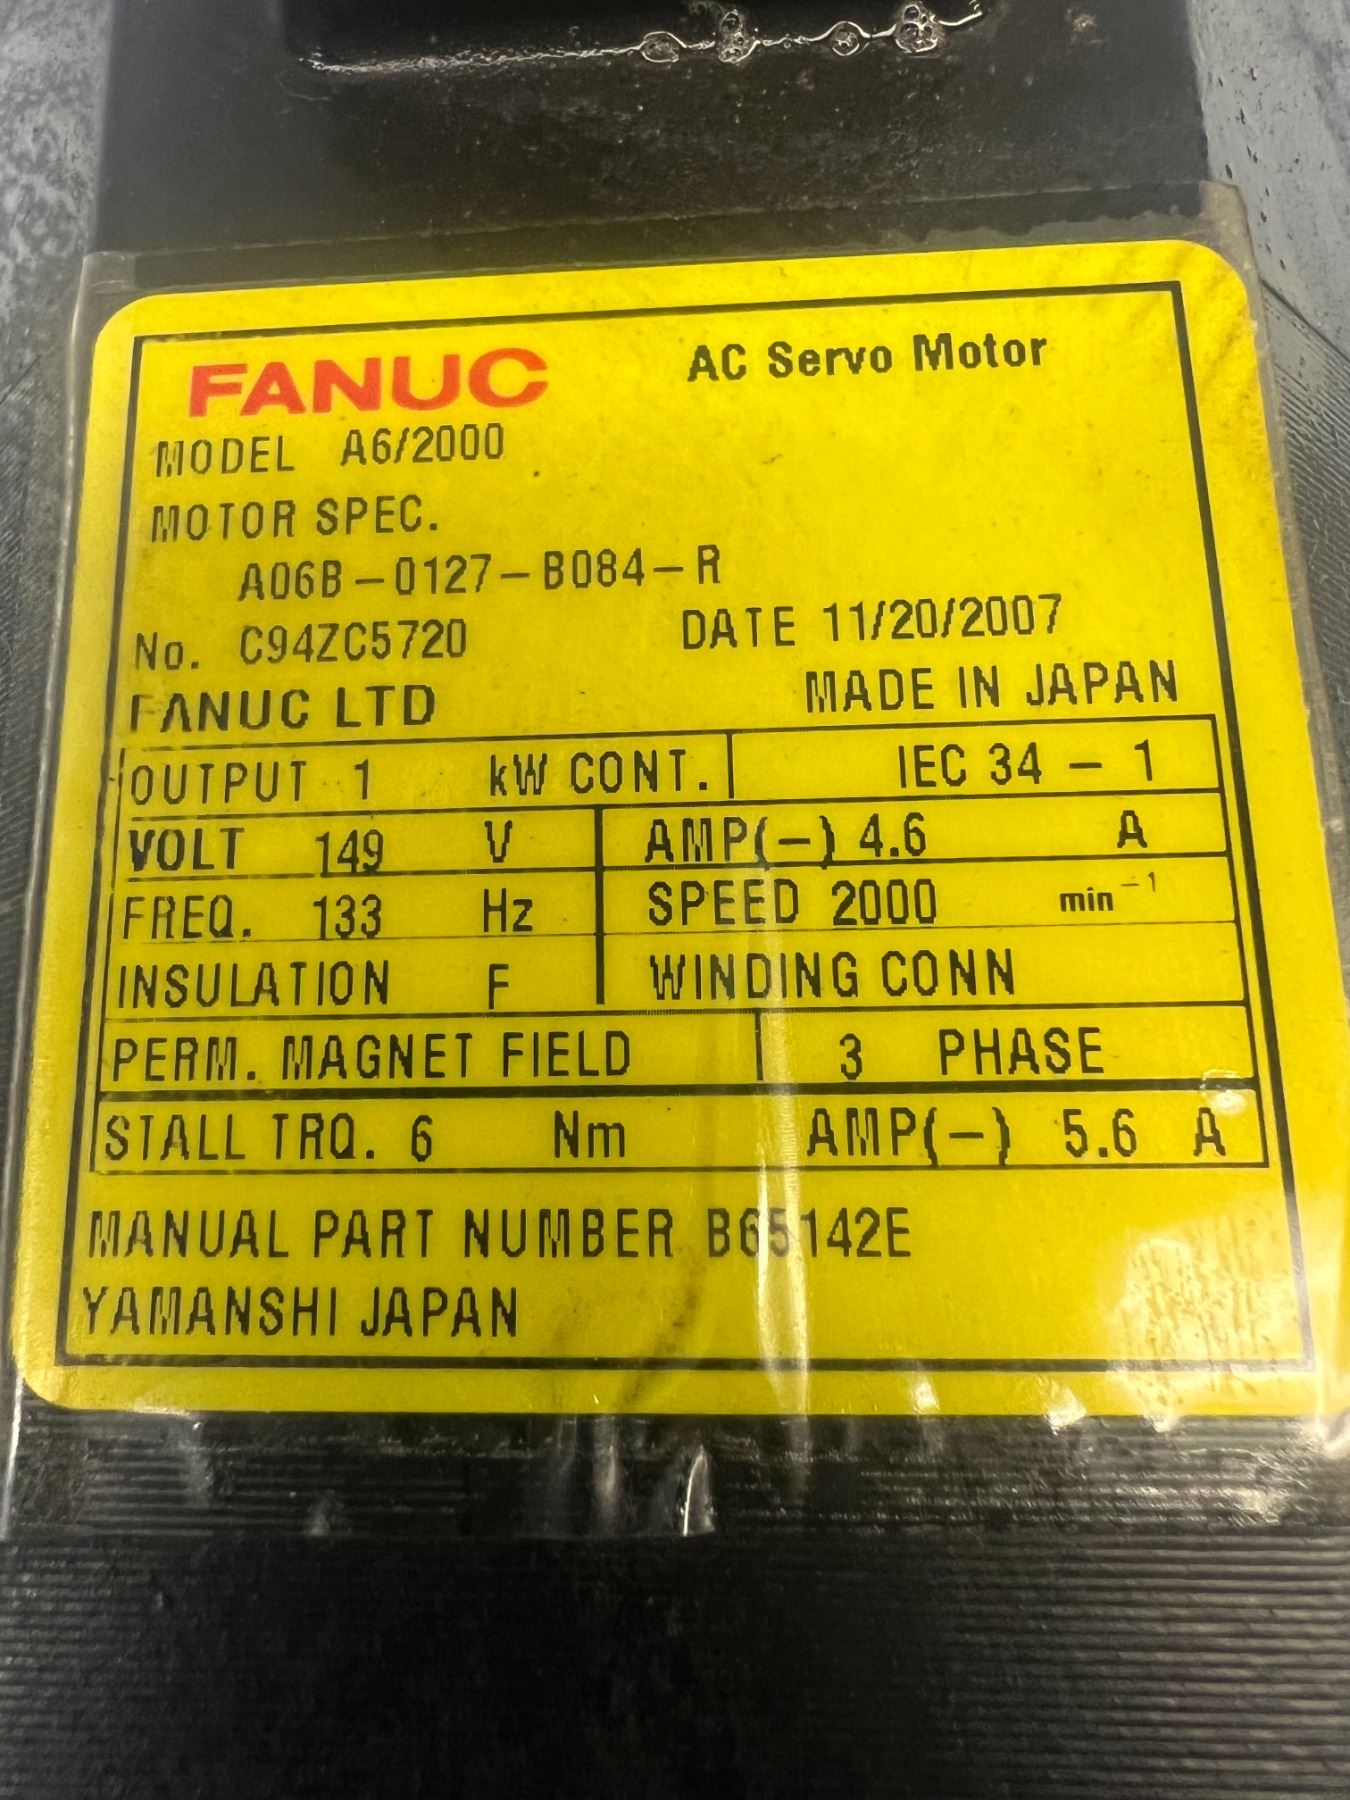 FANUC AC Servo Motor
MODEL A6/2000
MOTOR SPEC.
A06B-0127-B084-R
No. C94ZC5720 DATE 11/20/2007
FANUC LTD MADE IN JAPAN
OUTPUT 1 kW CONT. IEC 34 - 1
VOLT 149 V AMP(~) 4.6 A
FREQ. 133 Hz SPEED 2000 min⁻¹
INSULATION F WINDING CONN
PERM. MAGNET FIELD 3 PHASE
STALL TRQ. 6 Nm AMP(~) 5.6 A
MANUAL PART NUMBER B65142E
YAMANSHI JAPAN